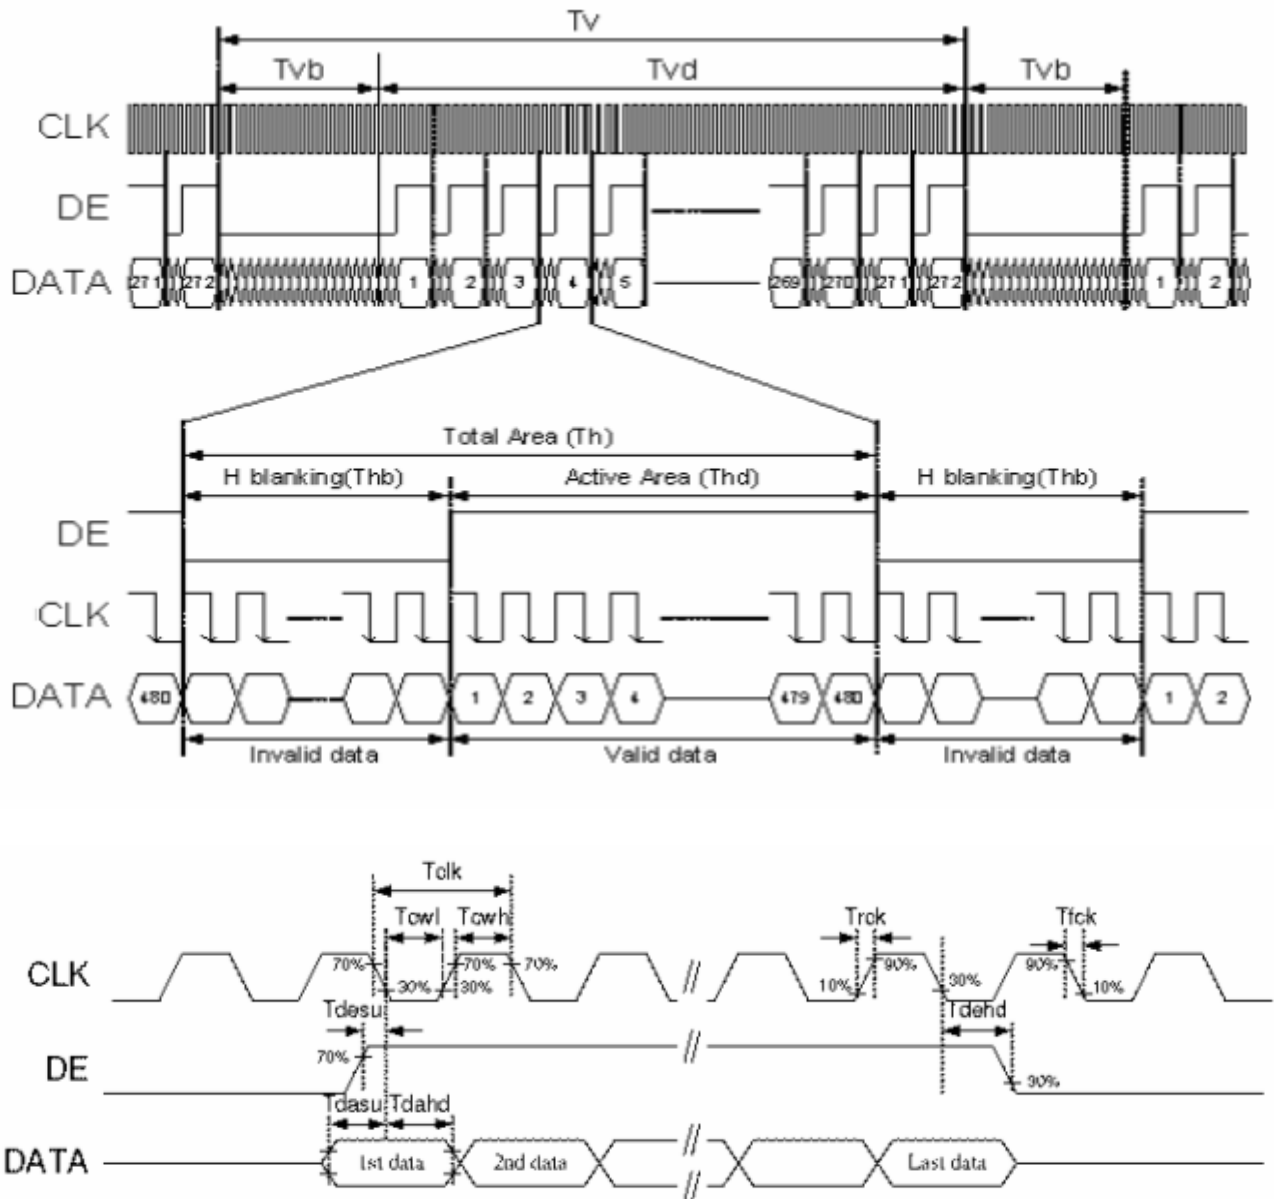 Tv
Tvb Tvd Tvb
CLK
DE
DATA 271 272 1 2 3 4 5 269 270 271 272 1 2
Total Area (Th)
H blanking(Thb) Active Area (Thd) H blanking(Thb)
DE
CLK
DATA 480 1 2 3 4 479 480 1 2
Invalid data Valid data Invalid data
Tclk
Tcwl Tcwh Trck Tfck
CLK 70% 70% 70% 90% 90%
30% 30% 10% 30% 10%
Tdesu Tdehd
DE 70% 30%
Tdasu Tdahd
DATA 1st data 2nd data Last data